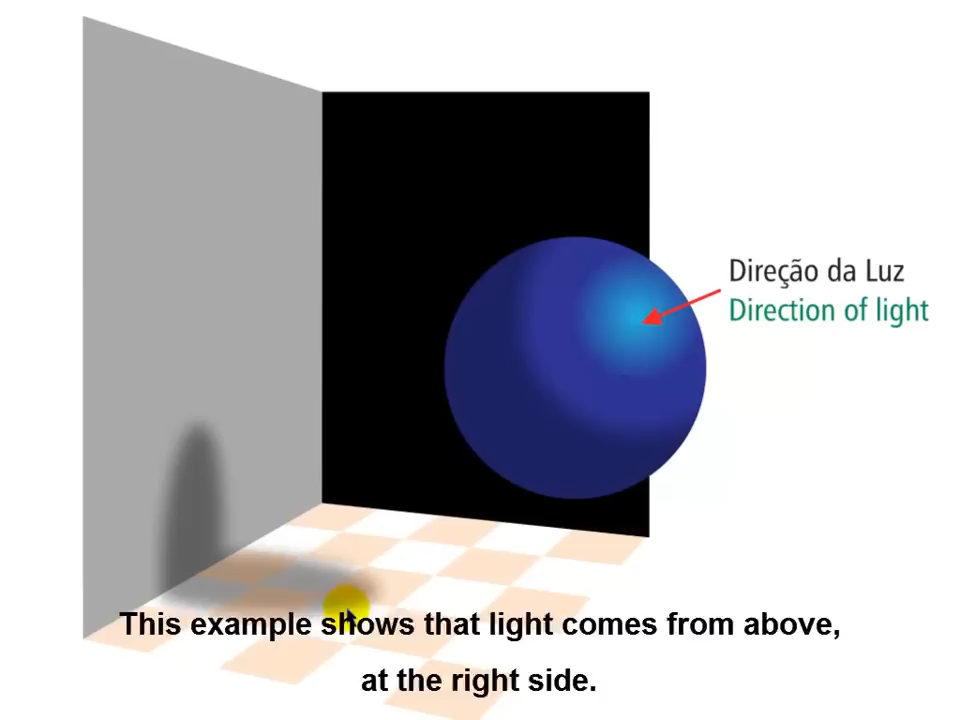 Direção da Luz
Direction of light
This example shows that light comes from above,
at the right side.